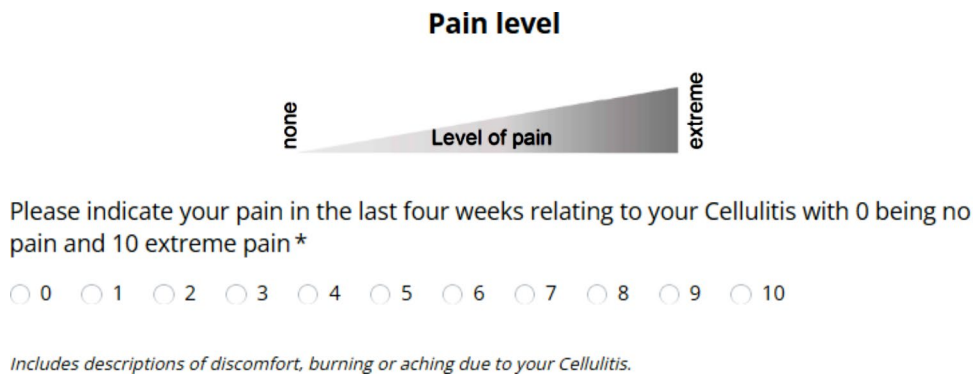 Pain level
none
extreme
Level of pain
Please indicate your pain in the last four weeks relating to your Cellulitis with 0 being no
pain and 10 extreme pain *
0 1 2 3 4 5 6 7 8 9 10
Includes descriptions of discomfort, burning or aching due to your Cellulitis.